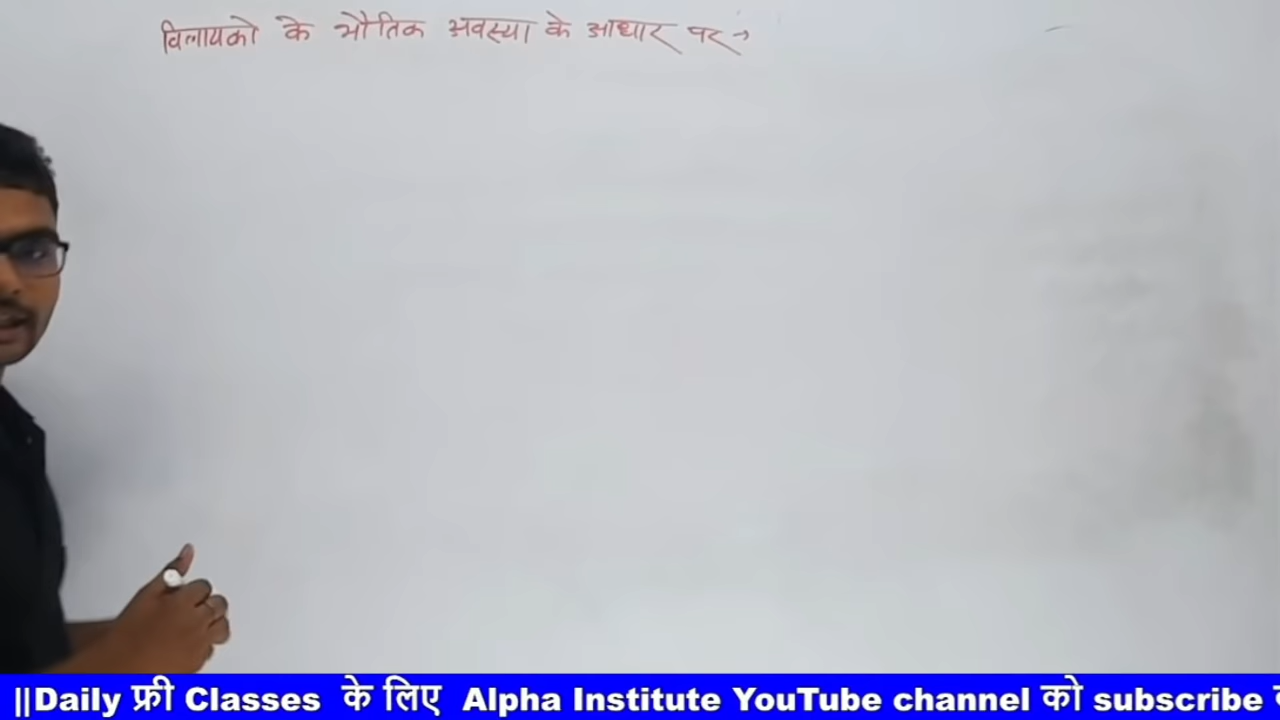 विलायको के भौतिक अवस्था के आधार पर →
||Daily फ्री Classes के लिए Alpha Institute YouTube channel को subscribe